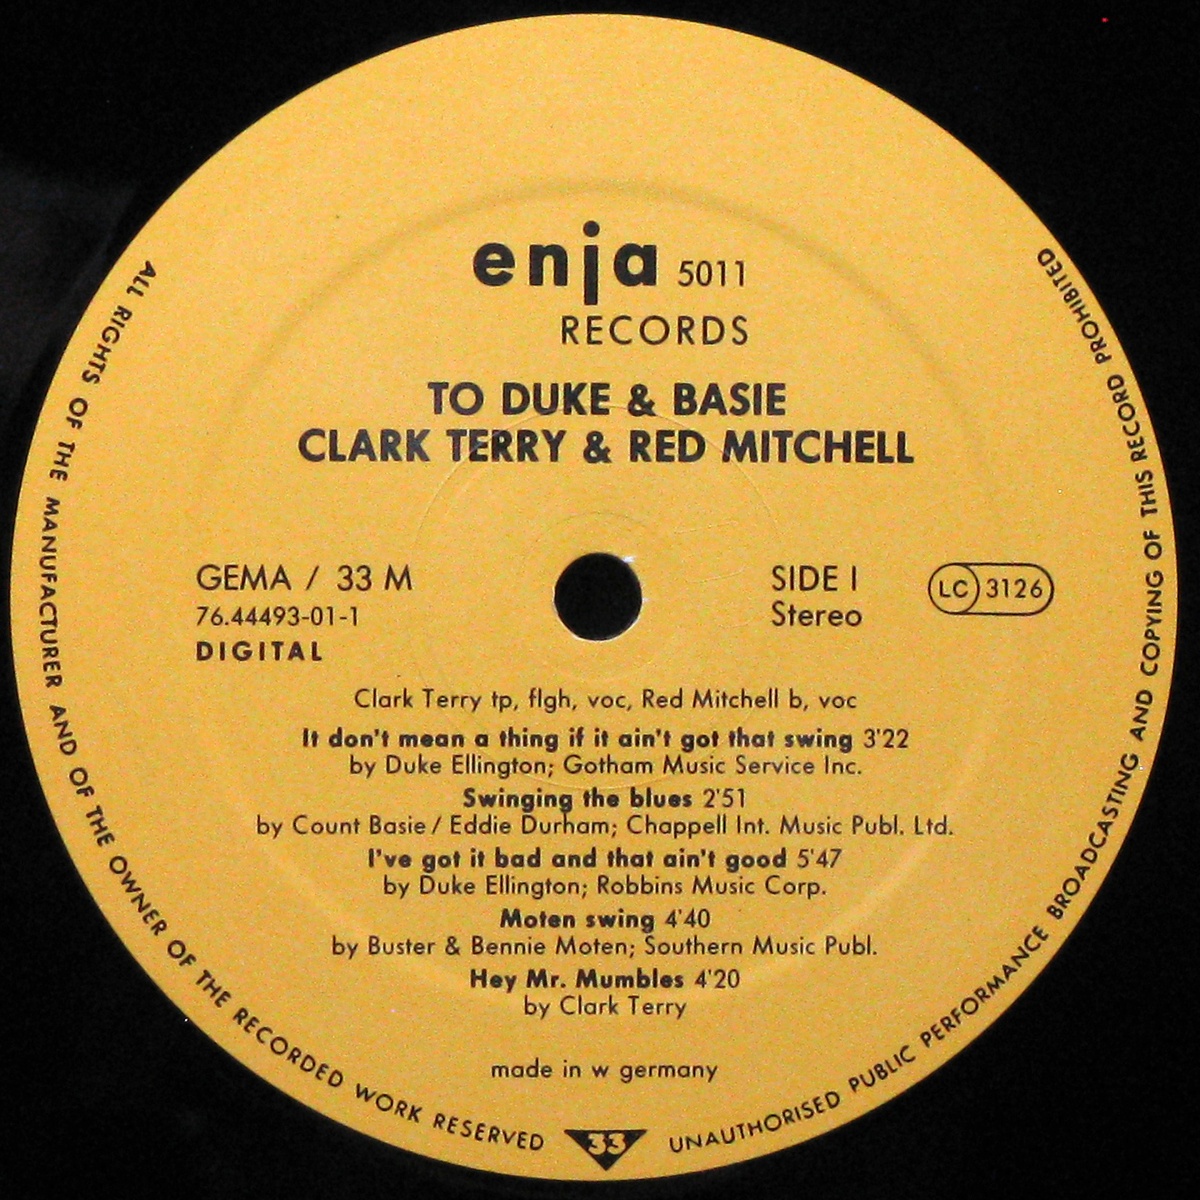 enja 5011
RECORDS
TO DUKE & BASIE
CLARK TERRY & RED MITCHELL
GEMA / 33 M
76.44493-01-1
DIGITAL
SIDE I
Stereo
LC 3126
Clark Terry tp, flgh, voc, Red Mitchell b, voc
It don't mean a thing if it ain't got that swing 3'22
by Duke Ellington; Gotham Music Service Inc.
Swinging the blues 2'51
by Count Basie / Eddie Durham; Chappell Int. Music Publ. Ltd.
I've got it bad and that ain't good 5'47
by Duke Ellington; Robbins Music Corp.
Moten swing 4'40
by Buster & Bennie Moten; Southern Music Publ.
Hey Mr. Mumbles 4'20
by Clark Terry
made in w germany
ALL RIGHTS OF THE MANUFACTURER AND OF THE OWNER OF THE RECORDED WORK RESERVED
33
UNAUTHORISED PUBLIC PERFORMANCE BROADCASTING AND COPYING OF THIS RECORD PROHIBITED